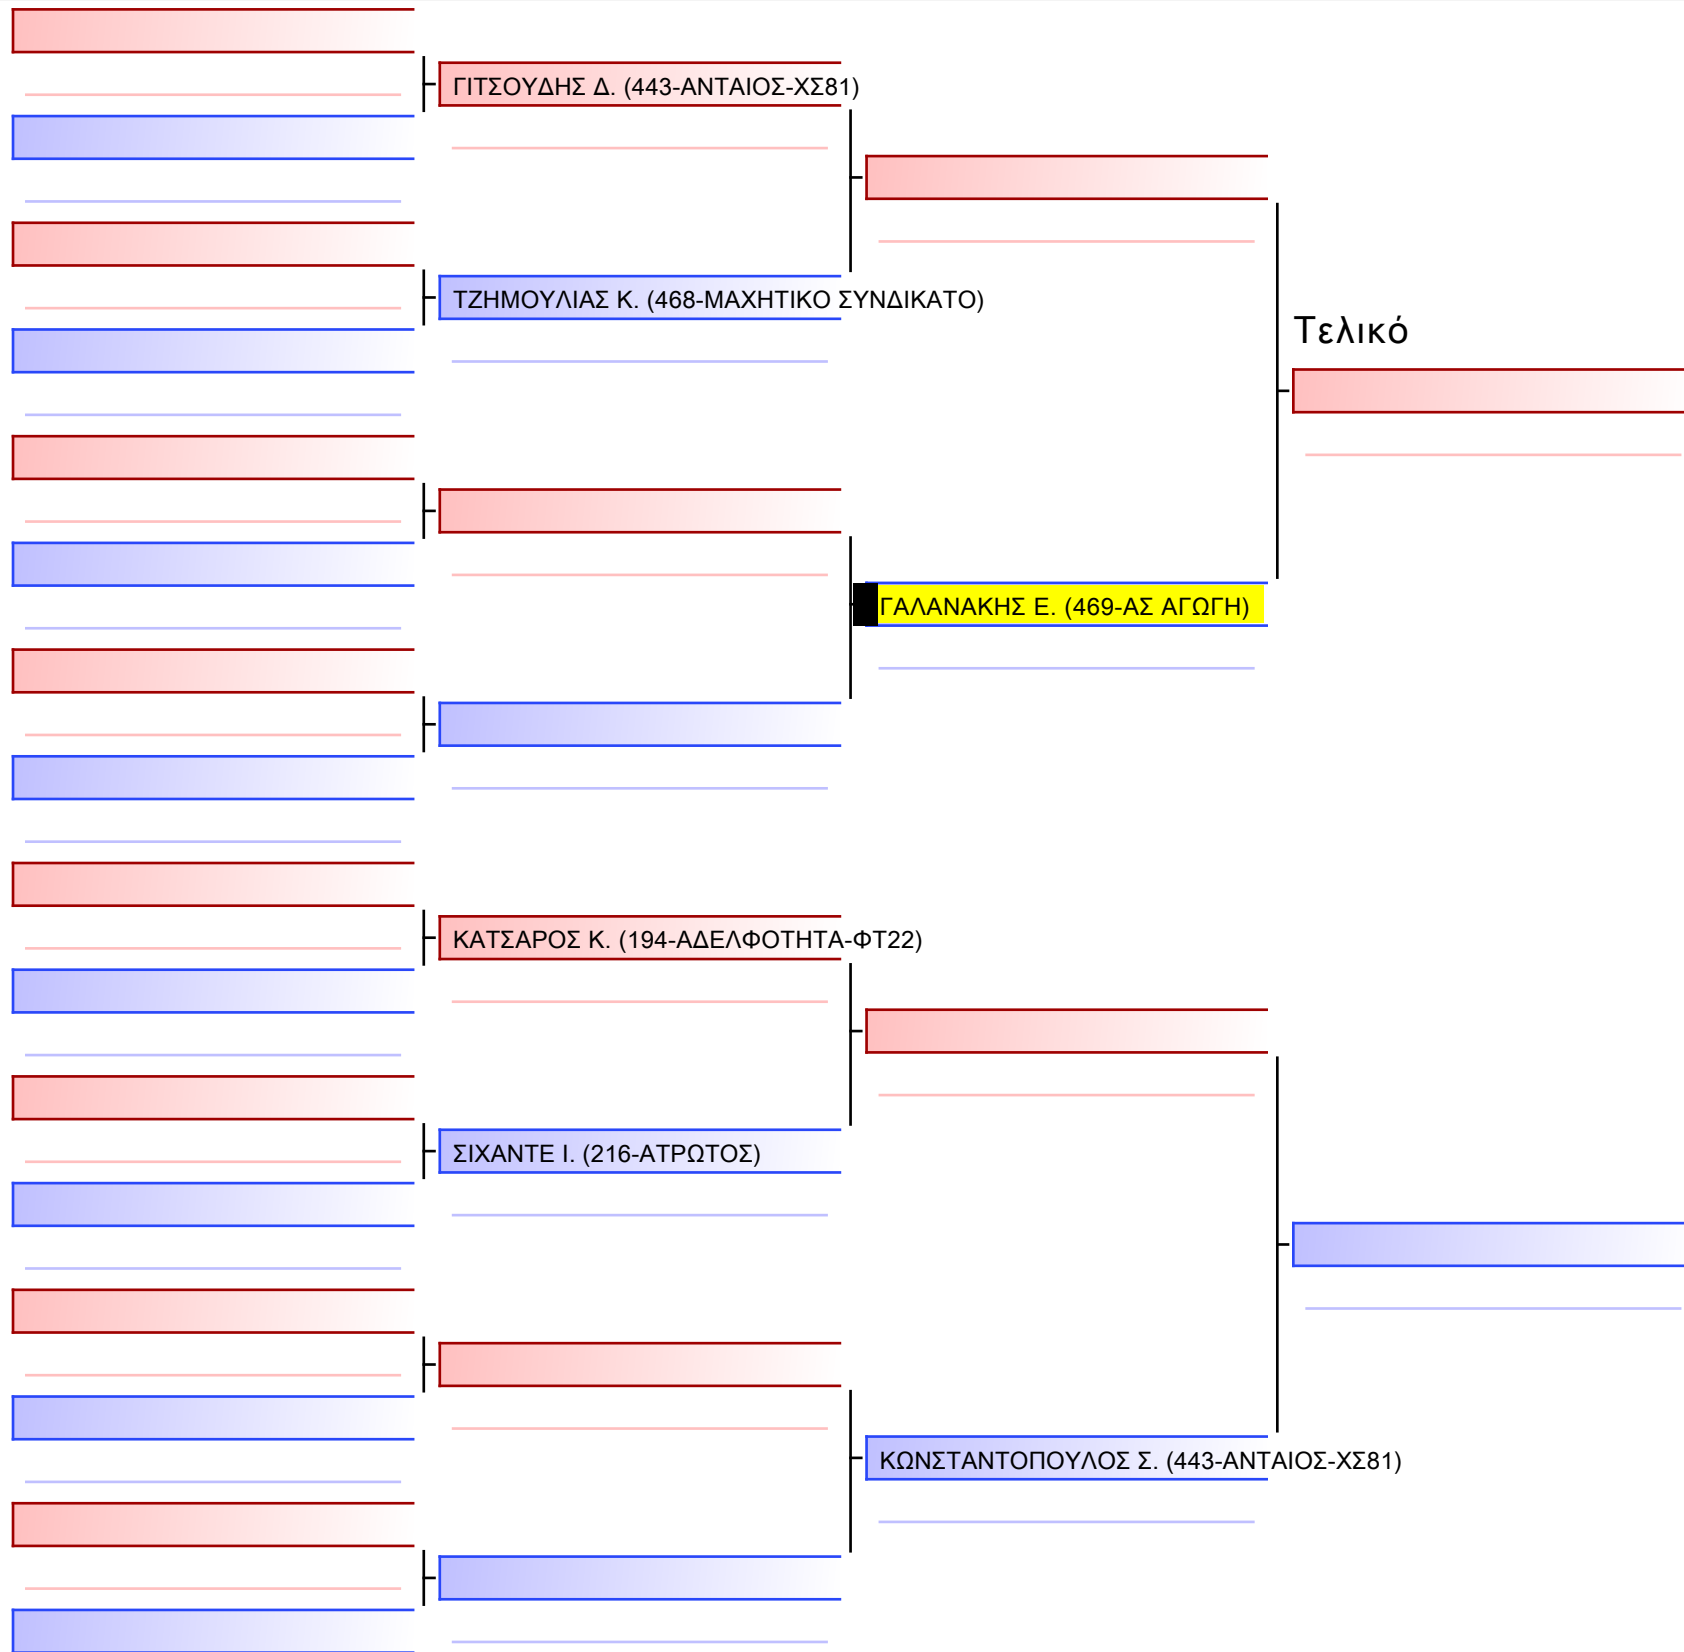 ΓΙΤΣΟΥΔΗΣ Δ. (443-ΑΝΤΑΙΟΣ-ΧΣ81)
ΤΖΗΜΟΥΛΙΑΣ Κ. (468-ΜΑΧΗΤΙΚΟ ΣΥΝΔΙΚΑΤΟ)
Τελικό
ΓΑΛΑΝΑΚΗΣ Ε. (469-ΑΣ ΑΓΩΓΗ)
ΚΑΤΣΑΡΟΣ Κ. (194-ΑΔΕΛΦΟΤΗΤΑ-ΦΤ22)
ΣΙΧΑΝΤΕ Ι. (216-ΑΤΡΩΤΟΣ)
ΚΩΝΣΤΑΝΤΟΠΟΥΛΟΣ Σ. (443-ΑΝΤΑΙΟΣ-ΧΣ81)